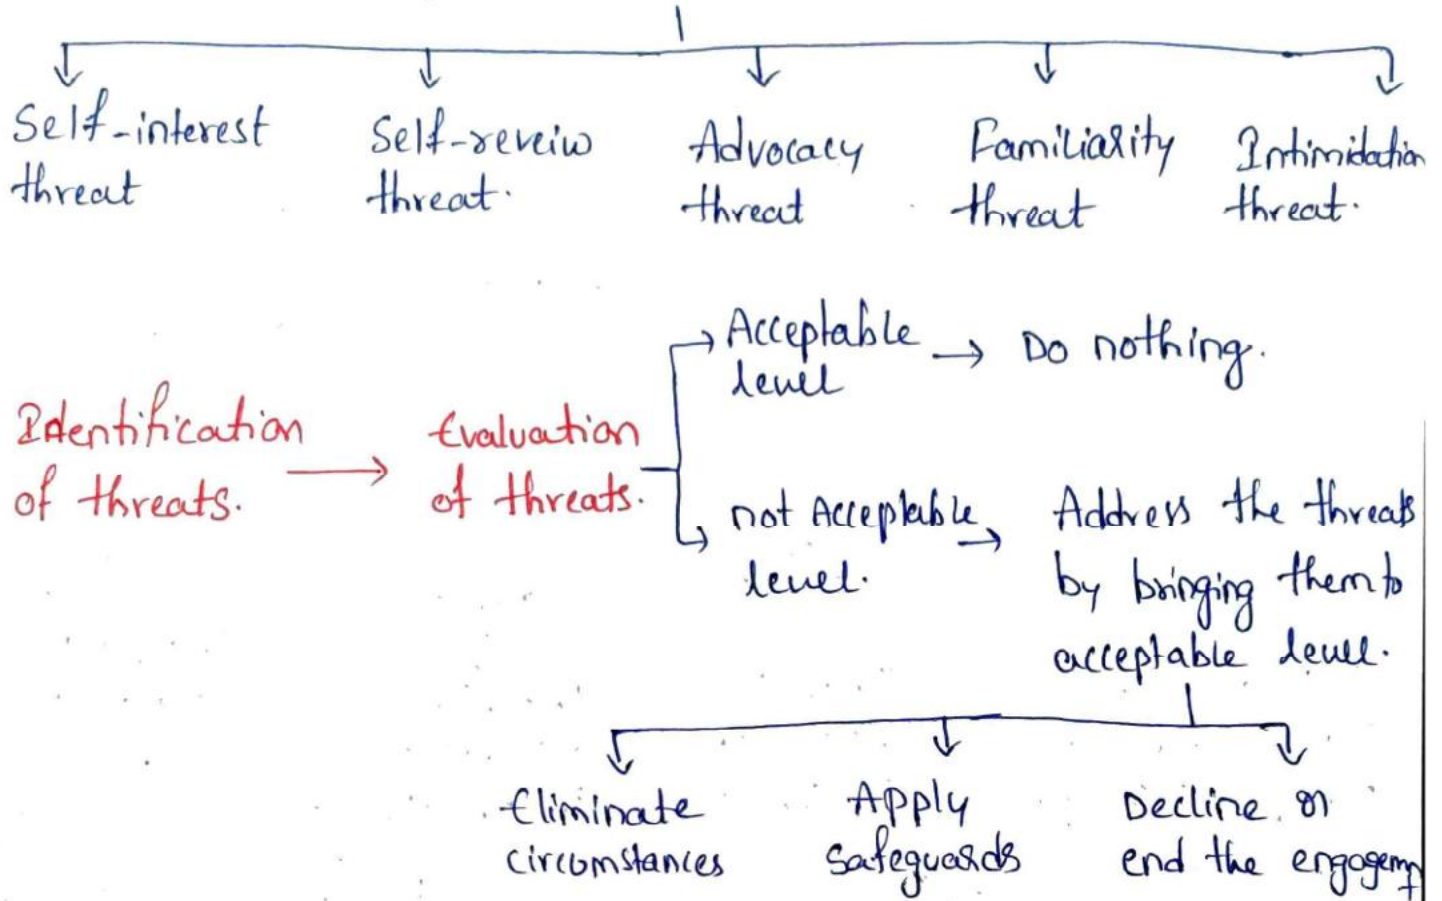 Self-interest
threat
Self-reveiw
threat.
Advocacy
threat
Familiarity
threat
Intimidation
threat.
Identification
of threats.
Evaluation
of threats.
Acceptable
level
Do nothing.
not Acceptable
level.
Address the threats
by bringing them to
acceptable level.
Eliminate
circumstances
Apply
safeguards
Decline or
end the engagemt